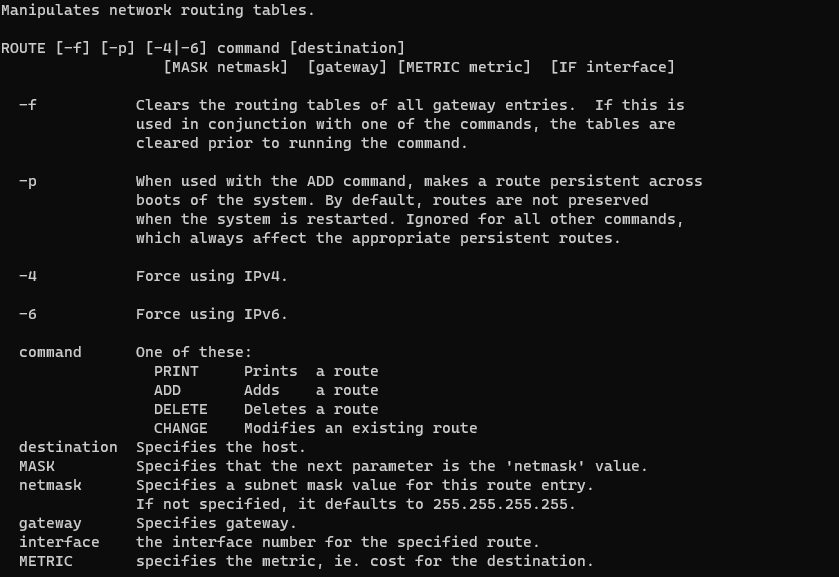 Manipulates network routing tables.

ROUTE [-f] [-p] [-4|-6] command [destination]
                  [MASK netmask]  [gateway] [METRIC metric]  [IF interface]

  -f           Clears the routing tables of all gateway entries.  If this is
               used in conjunction with one of the commands, the tables are
               cleared prior to running the command.

  -p           When used with the ADD command, makes a route persistent across
               boots of the system. By default, routes are not preserved
               when the system is restarted. Ignored for all other commands,
               which always affect the appropriate persistent routes.

  -4           Force using IPv4.

  -6           Force using IPv6.

  command      One of these:
                 PRINT     Prints  a route
                 ADD       Adds    a route
                 DELETE    Deletes a route
                 CHANGE    Modifies an existing route
  destination  Specifies the host.
  MASK         Specifies that the next parameter is the 'netmask' value.
  netmask      Specifies a subnet mask value for this route entry.
               If not specified, it defaults to 255.255.255.255.
  gateway      Specifies gateway.
  interface    the interface number for the specified route.
  METRIC       specifies the metric, ie. cost for the destination.